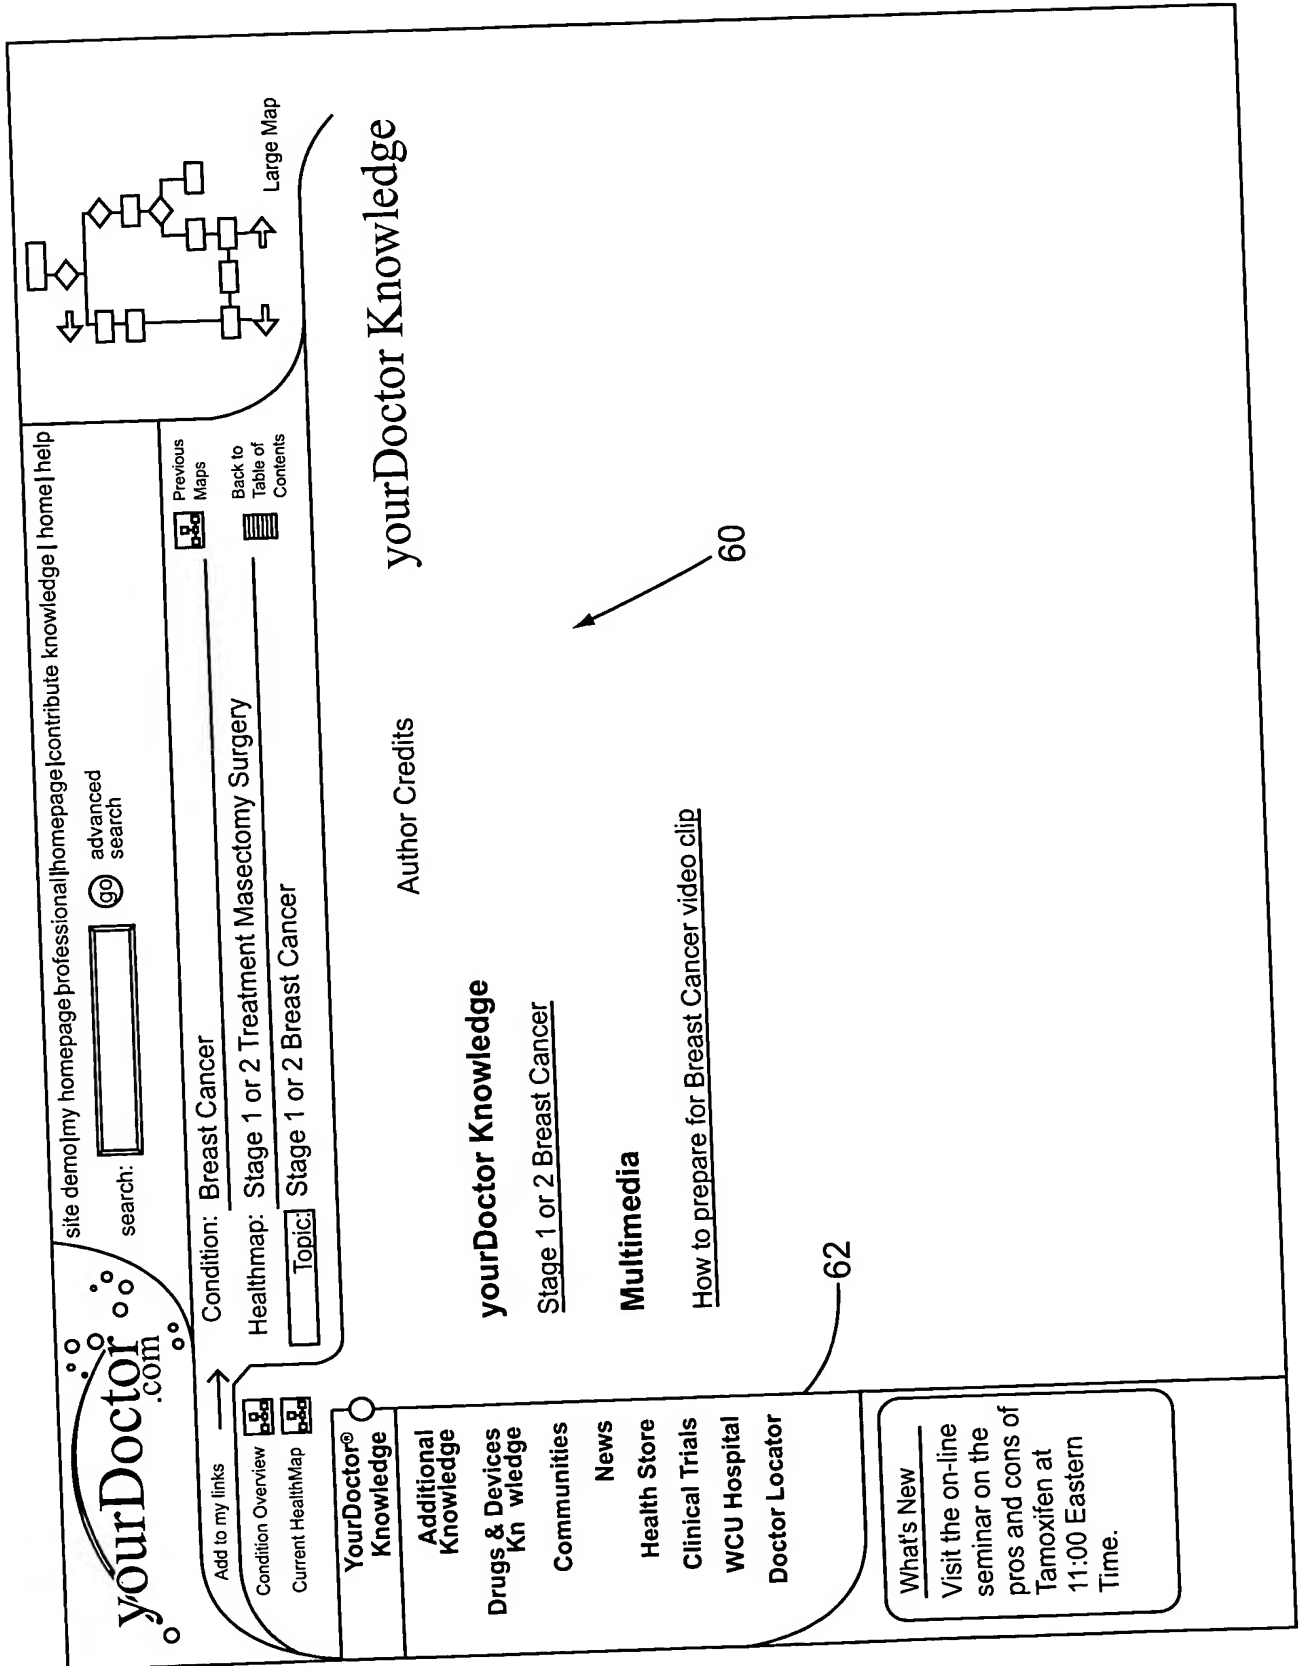 yourDoctor
.com
site demo|my homepage|professional|homepage|contribute knowledge| home| help
search:
go
advanced
search
Add to my links
Condition Overview
Current HealthMap
Condition: Breast Cancer
Healthmap: Stage 1 or 2 Treatment Masectomy Surgery
Topic: Stage 1 or 2 Breast Cancer
Previous
Maps
Back to
Table of
Contents
Large Map
YourDoctor®
Knowledge
Additional
Knowledge
Drugs & Devices
Kn wledge
Communities
News
Health Store
Clinical Trials
WCU Hospital
Doctor Locator
62
What's New
Visit the on-line
seminar on the
pros and cons of
Tamoxifen at
11:00 Eastern
Time.
yourDoctor Knowledge
Author Credits
yourDoctor Knowledge
Stage 1 or 2 Breast Cancer
Multimedia
How to prepare for Breast Cancer video clip
60